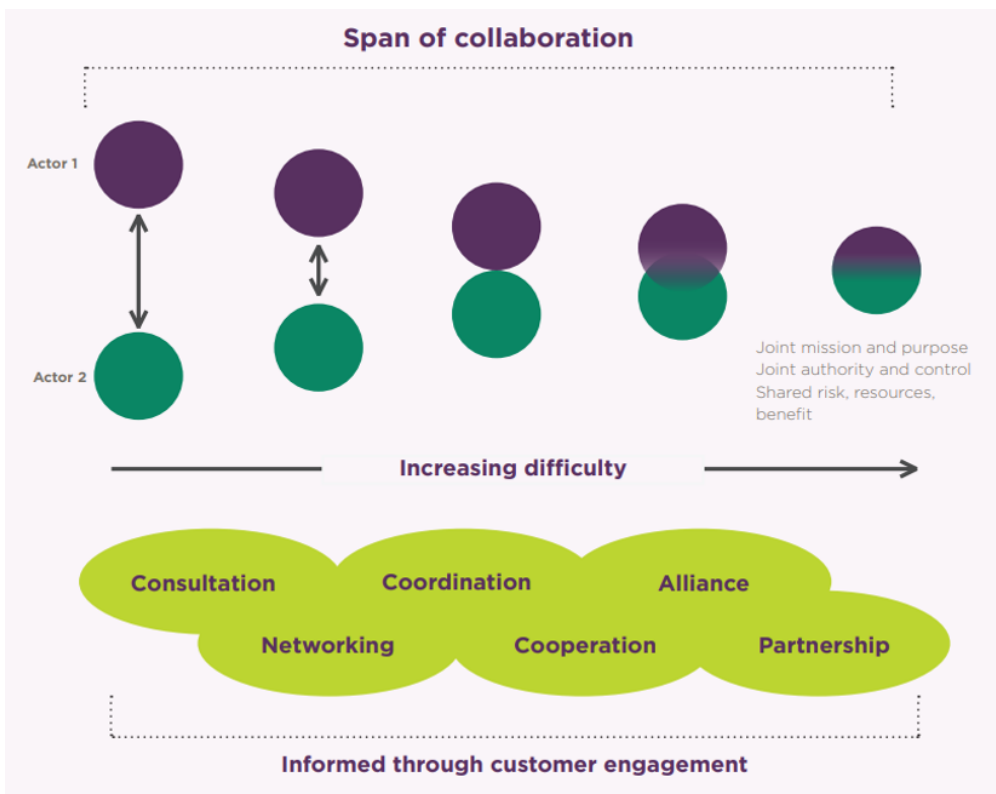 Span of collaboration
Actor 1
Actor 2
Joint mission and purpose
Joint authority and control
Shared risk, resources,
benefit
Increasing difficulty
Consultation
Coordination
Alliance
Networking
Cooperation
Partnership
Informed through customer engagement